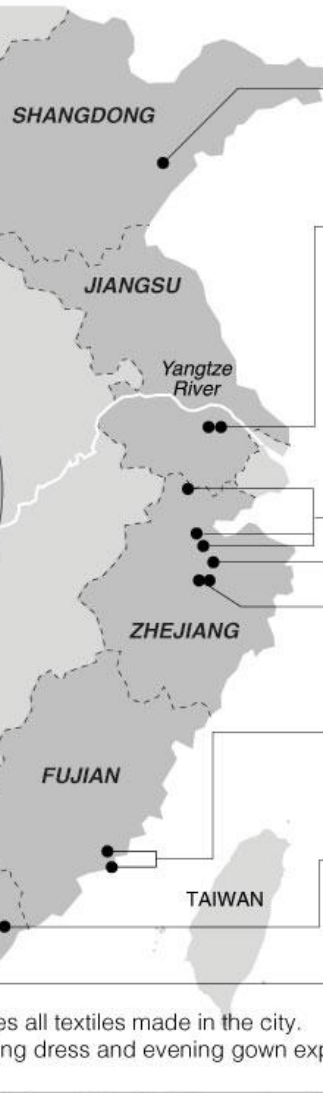 SHANGDONG
JIANGSU
Yangtze
River
ZHEJIANG
FUJIAN
TAIWAN
es all textiles made in the city.
ng dress and evening gown exp